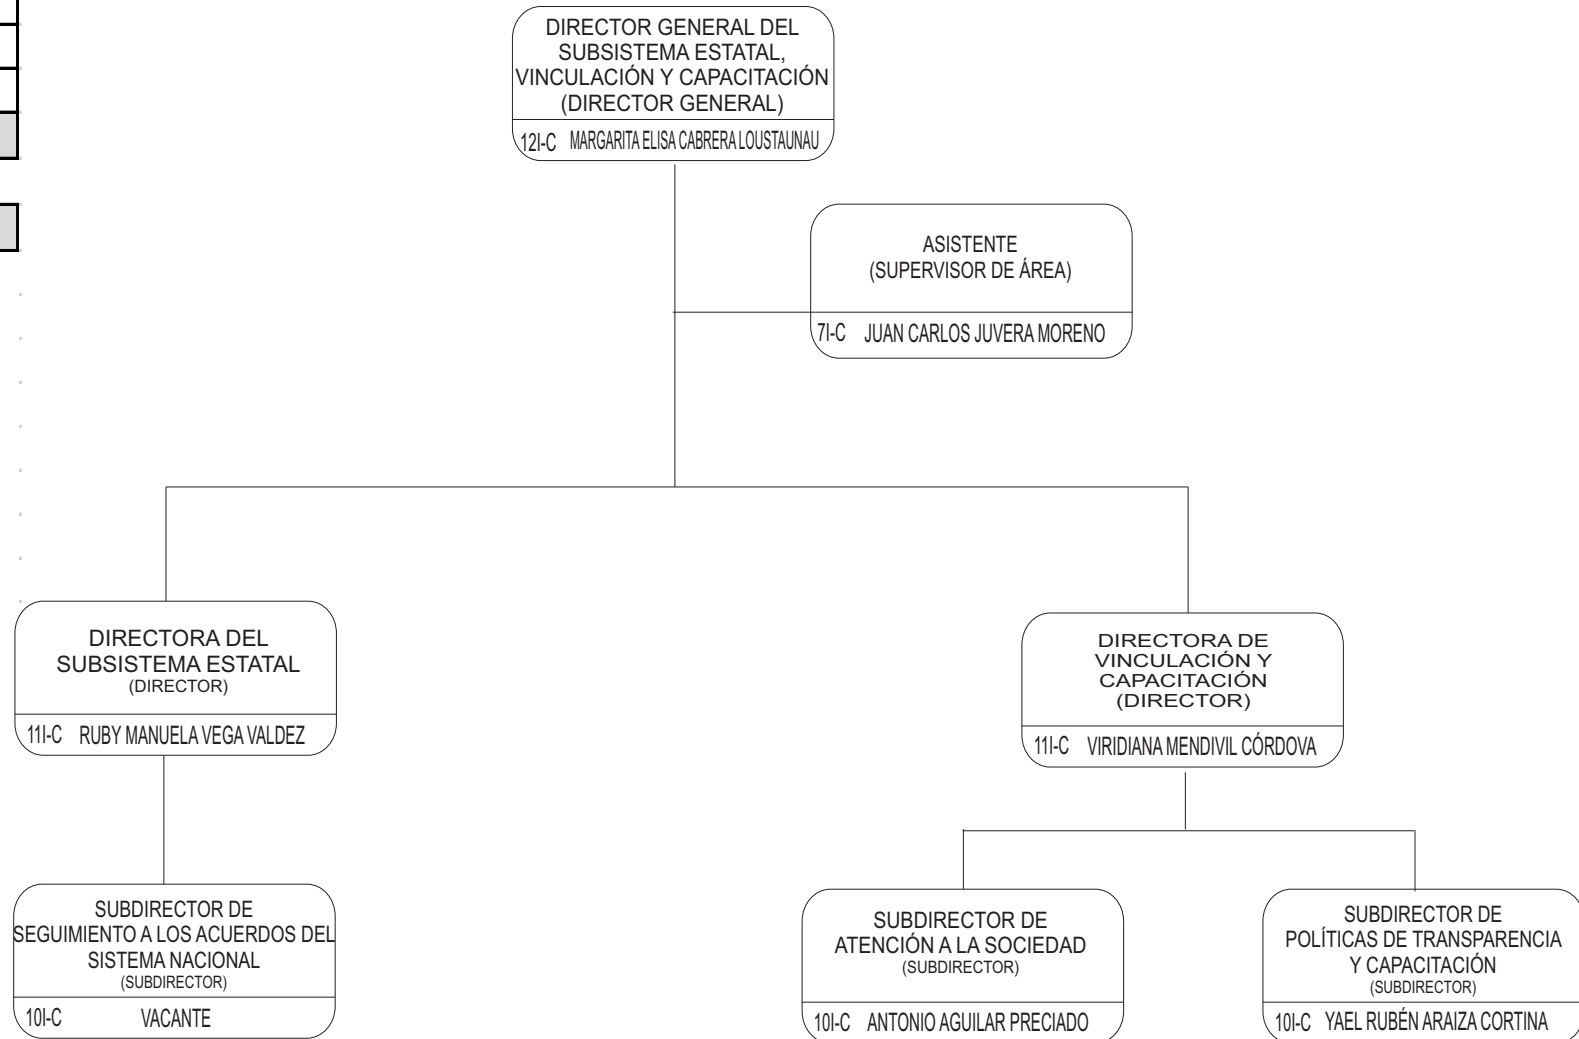 DIRECTOR GENERAL DEL
SUBSISTEMA ESTATAL,
VINCULACIÓN Y CAPACITACIÓN
(DIRECTOR GENERAL)
12I-C MARGARITA ELISA CABRERA LOUSTAUNAU
ASISTENTE
(SUPERVISOR DE ÁREA)
7I-C JUAN CARLOS JUVERA MORENO
DIRECTORA DEL
SUBSISTEMA ESTATAL
(DIRECTOR)
11I-C RUBY MANUELA VEGA VALDEZ
DIRECTORA DE
VINCULACIÓN Y
CAPACITACIÓN
(DIRECTOR)
11I-C VIRIDIANA MENDIVIL CÓRDOVA
SUBDIRECTOR DE
SEGUIMIENTO A LOS ACUERDOS DEL
SISTEMA NACIONAL
(SUBDIRECTOR)
10I-C VACANTE
SUBDIRECTOR DE
ATENCIÓN A LA SOCIEDAD
(SUBDIRECTOR)
10I-C ANTONIO AGUILAR PRECIADO
SUBDIRECTOR DE
POLÍTICAS DE TRANSPARENCIA
Y CAPACITACIÓN
(SUBDIRECTOR)
10I-C YAEL RUBÉN ARAIZA CORTINA